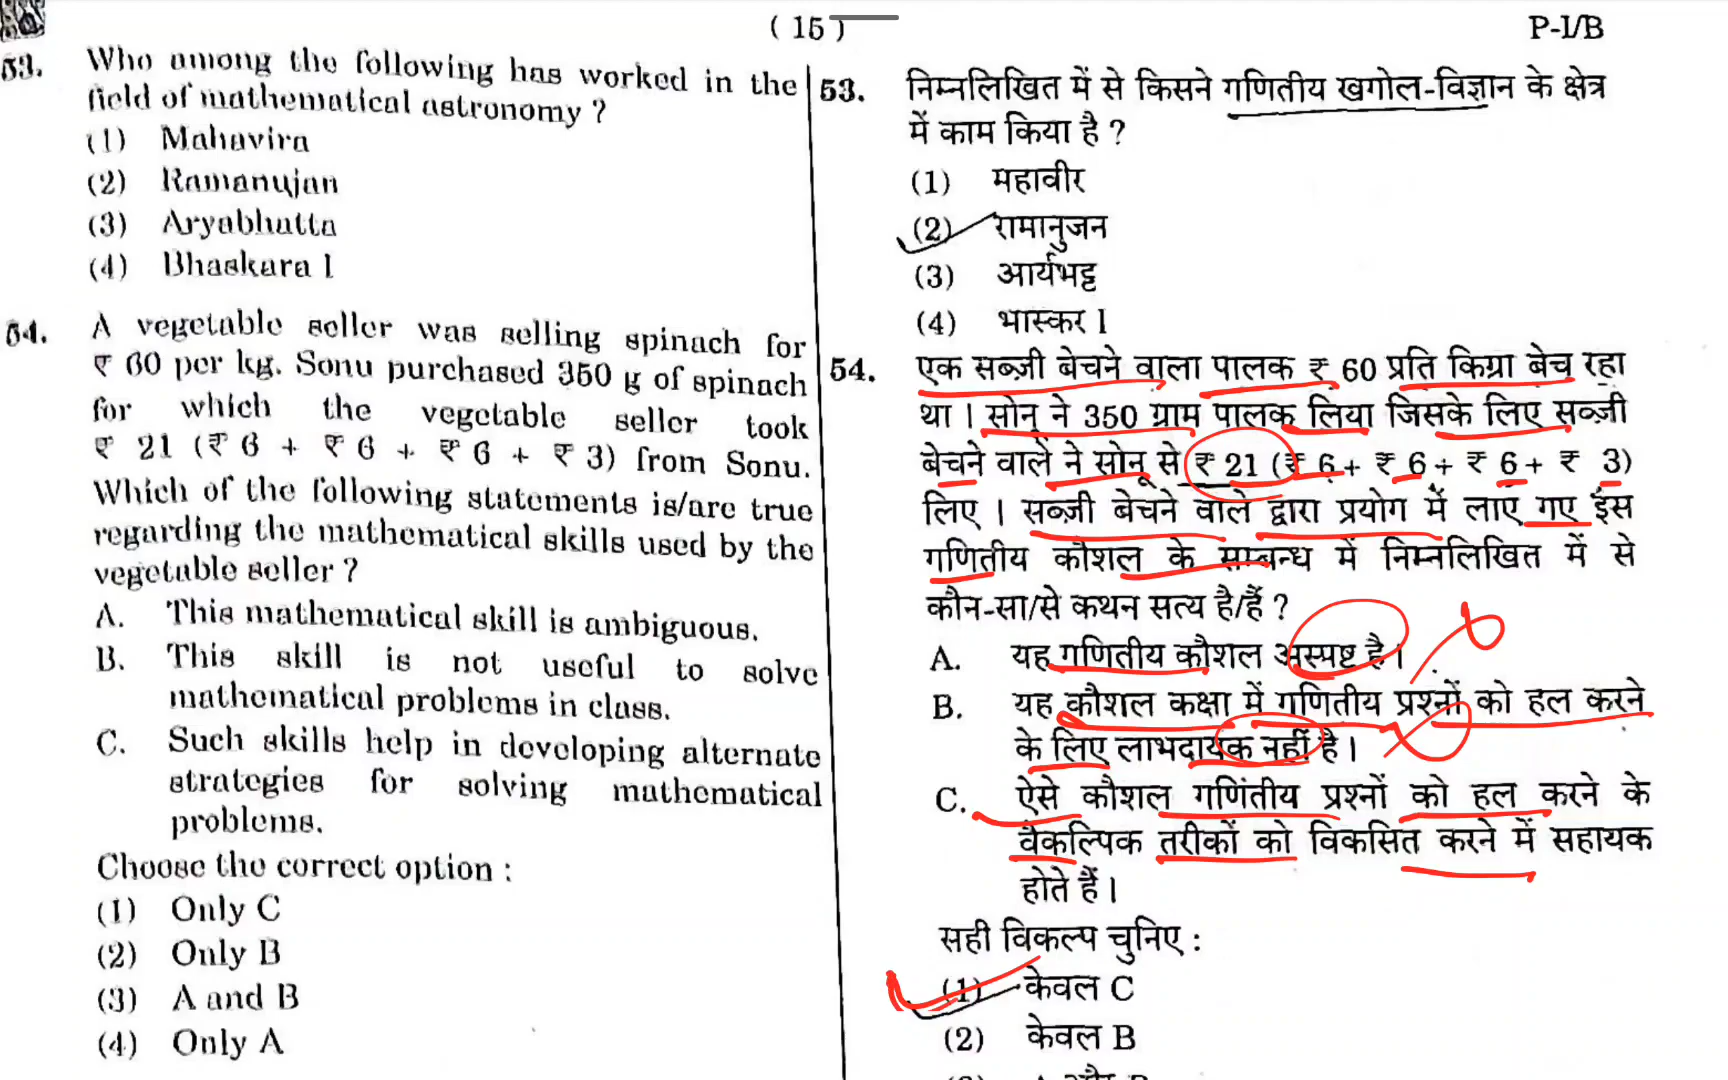 ( 15 )
P-I/B
53. Who among the following has worked in the
field of mathematical astronomy ?
(1) Mahavira
(2) Ramanujan
(3) Aryabhatta
(4) Bhaskara I
54. A vegetable seller was selling spinach for
₹ 60 per kg. Sonu purchased 350 g of spinach
for which the vegetable seller took
₹ 21 (₹ 6 + ₹ 6 + ₹ 6 + ₹ 3) from Sonu.
Which of the following statements is/are true
regarding the mathematical skills used by the
vegetable seller ?
A. This mathematical skill is ambiguous.
B. This skill is not useful to solve
mathematical problems in class.
C. Such skills help in developing alternate
strategies for solving mathematical
problems.
Choose the correct option :
(1) Only C
(2) Only B
(3) A and B
(4) Only A
53. निम्नलिखित में से किसने गणितीय खगोल-विज्ञान के क्षेत्र
में काम किया है ?
(1) महावीर
(2) रामानुजन
(3) आर्यभट्ट
(4) भास्कर I
54. एक सब्ज़ी बेचने वाला पालक ₹ 60 प्रति किग्रा बेच रहा
था । सोनू ने 350 ग्राम पालक लिया जिसके लिए सब्ज़ी
बेचने वाले ने सोनू से ₹ 21 (₹ 6 + ₹ 6 + ₹ 6 + ₹ 3)
लिए । सब्ज़ी बेचने वाले द्वारा प्रयोग में लाए गए इस
गणितीय कौशल के सम्बन्ध में निम्नलिखित में से
कौन-सा/से कथन सत्य है/हैं ?
A. यह गणितीय कौशल अस्पष्ट है ।
B. यह कौशल कक्षा में गणितीय प्रश्नों को हल करने
के लिए लाभदायक नहीं है ।
C. ऐसे कौशल गणितीय प्रश्नों को हल करने के
वैकल्पिक तरीकों को विकसित करने में सहायक
होते हैं ।
सही विकल्प चुनिए :
(1) केवल C
(2) केवल B